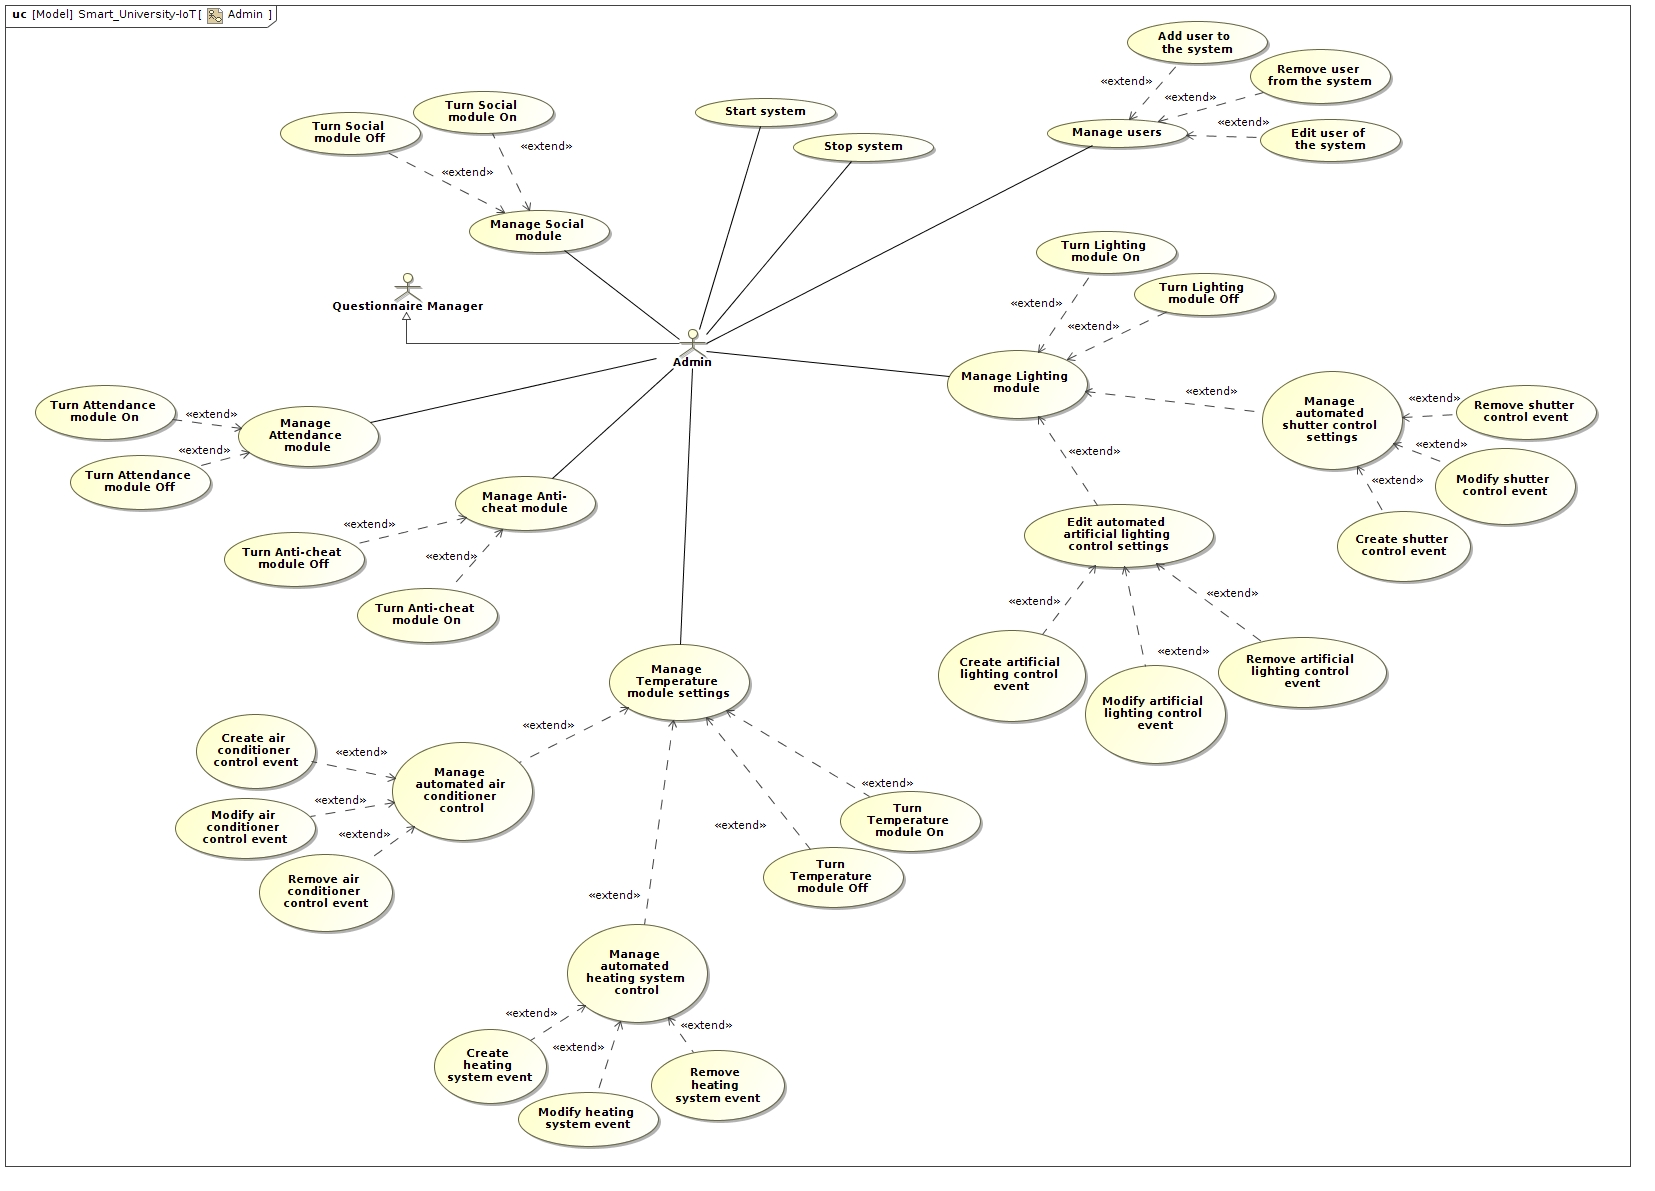 uc [Model] Smart_University-IoT[ Admin ]
Add user to
the system
Remove user
from the system
«extend»
«extend»
Edit user of
the system
«extend»
Manage users
Start system
Stop system
Turn Social
module On
Turn Social
module Off
«extend»
«extend»
Manage Social
module
Questionnaire Manager
Admin
Turn Lighting
module On
Turn Lighting
module Off
«extend»
«extend»
Manage Lighting
module
«extend»
Manage
automated
shutter control
settings
«extend»
Remove shutter
control event
«extend»
Modify shutter
control event
«extend»
Create shutter
control event
«extend»
Edit automated
artificial lighting
control settings
«extend»
«extend»
«extend»
Create artificial
lighting control
event
Modify artificial
lighting control
event
Remove artificial
lighting control
event
Turn Attendance
module On
«extend»
Manage
Attendance
module
«extend»
Turn Attendance
module Off
Manage Anti-
cheat module
«extend»
Turn Anti-cheat
module Off
«extend»
Turn Anti-cheat
module On
Manage
Temperature
module settings
«extend»
Create air
conditioner
control event
«extend»
Manage
automated air
conditioner
control
«extend»
Modify air
conditioner
control event
«extend»
Remove air
conditioner
control event
«extend»
Turn
Temperature
module On
«extend»
Turn
Temperature
module Off
«extend»
Manage
automated
heating system
control
«extend»
«extend»
«extend»
Create
heating
system event
Modify heating
system event
Remove
heating
system event